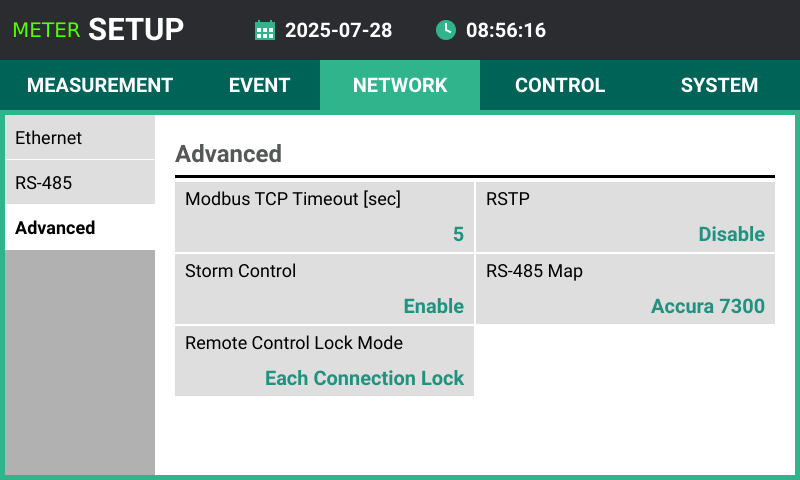 METER SETUP 2025-07-28 08:56:16
MEASUREMENT EVENT NETWORK CONTROL SYSTEM
Ethernet
RS-485
Advanced
Advanced
Modbus TCP Timeout [sec]
5
RSTP
Disable
Storm Control
Enable
RS-485 Map
Accura 7300
Remote Control Lock Mode
Each Connection Lock